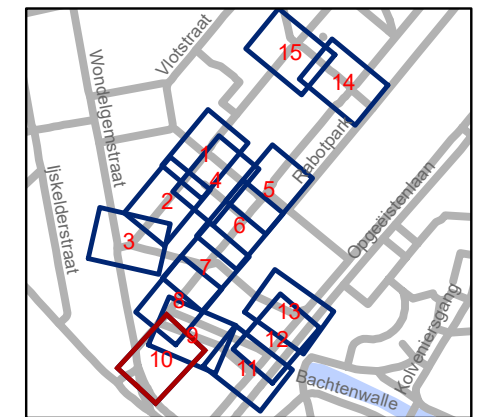 Vlotstraat
15
14
Wondelgemstraat
Rabotpark
1
4
5
2
Ijskelderstraat
6
3
Opgeëistenlaan
7
8
13
9
12
10
11
Kolveniersgang
Bachtenwalle